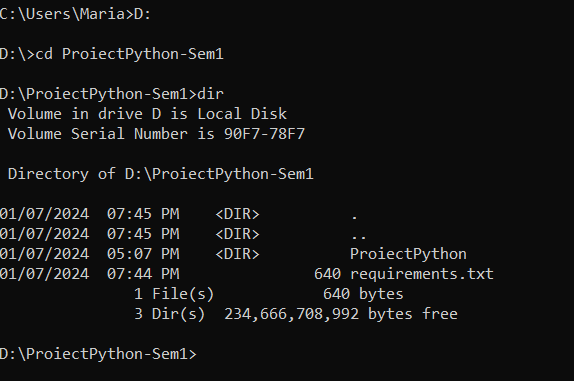 C:\Users\Maria>D:
D:\>cd ProiectPython-Sem1
D:\ProiectPython-Sem1>dir
 Volume in drive D is Local Disk
 Volume Serial Number is 90F7-78F7
 Directory of D:\ProiectPython-Sem1
01/07/2024  07:45 PM    <DIR>          .
01/07/2024  07:45 PM    <DIR>          ..
01/07/2024  05:07 PM    <DIR>          ProiectPython
01/07/2024  07:44 PM               640 requirements.txt
               1 File(s)            640 bytes
               3 Dir(s)  234,666,708,992 bytes free
D:\ProiectPython-Sem1>